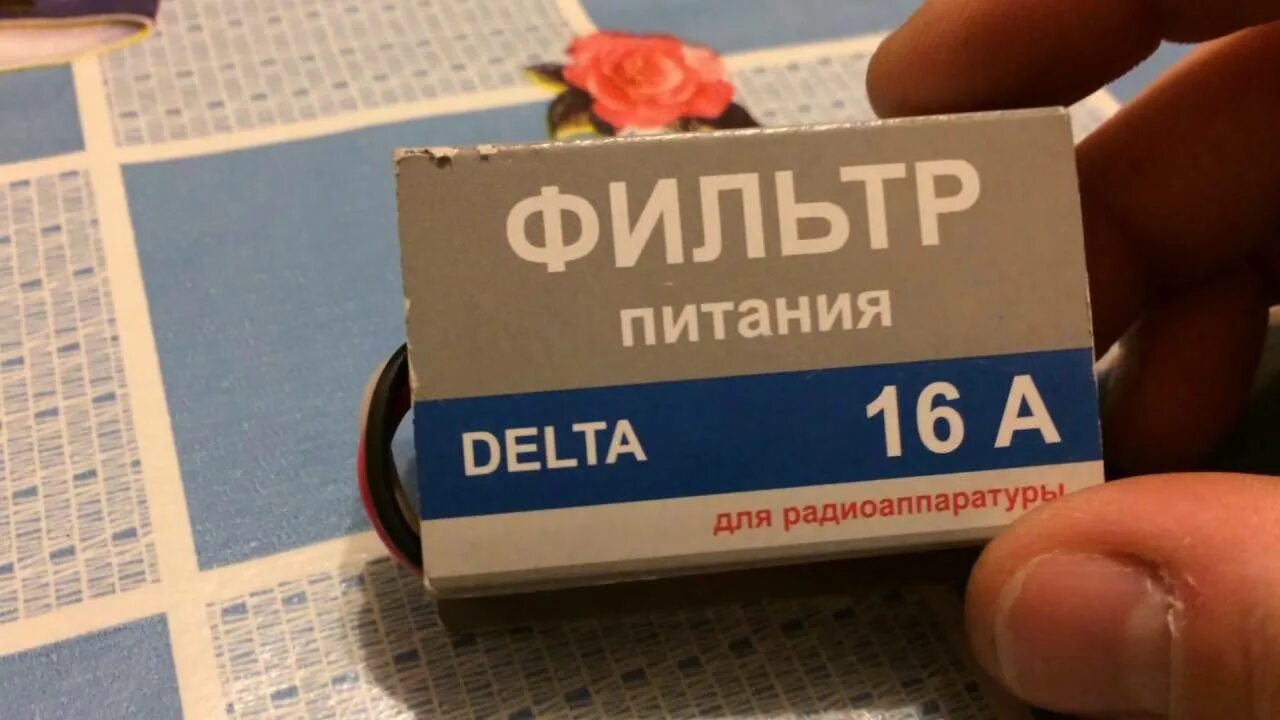 ФИЛЬТР
питания
DELTA 16 А
для радиоаппаратуры